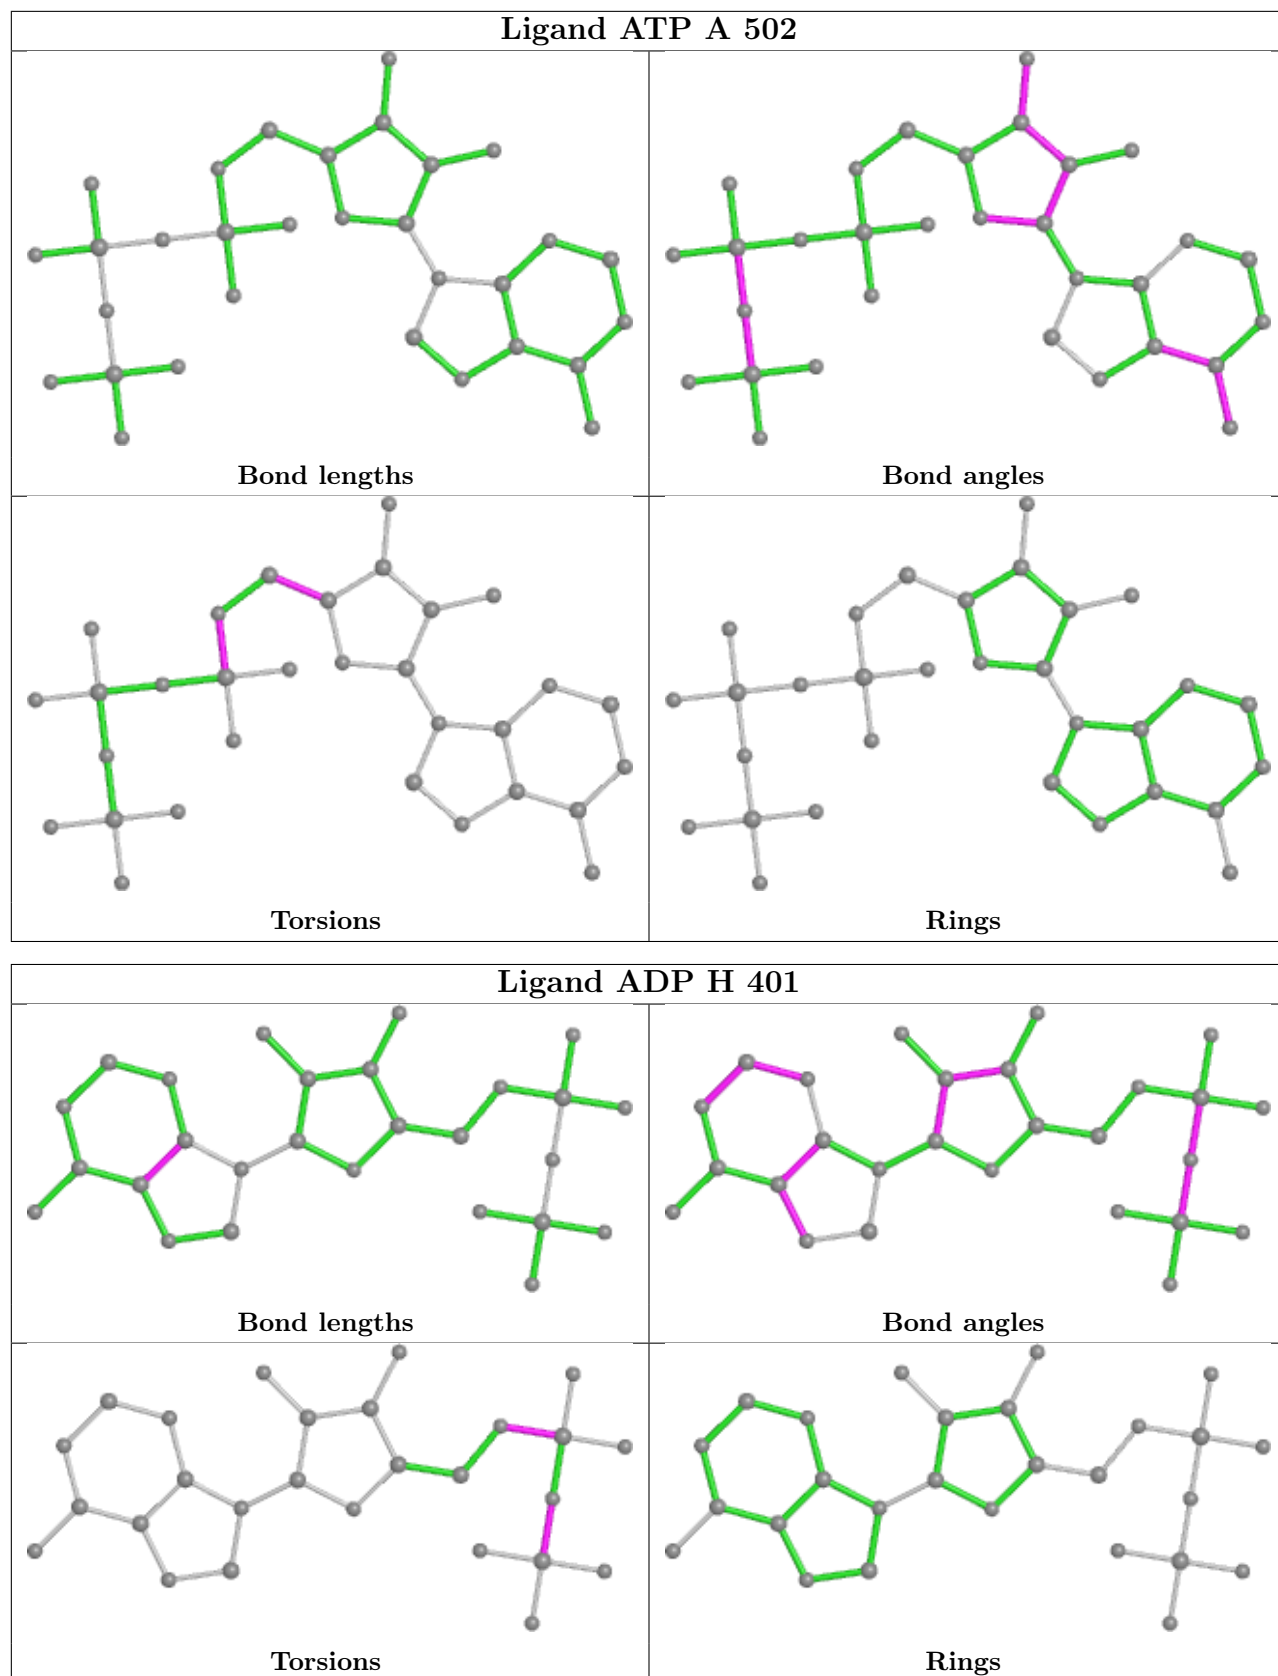 Ligand ATP A 502
Bond lengths
Bond angles
Torsions
Rings
Ligand ADP H 401
Bond lengths
Bond angles
Torsions
Rings